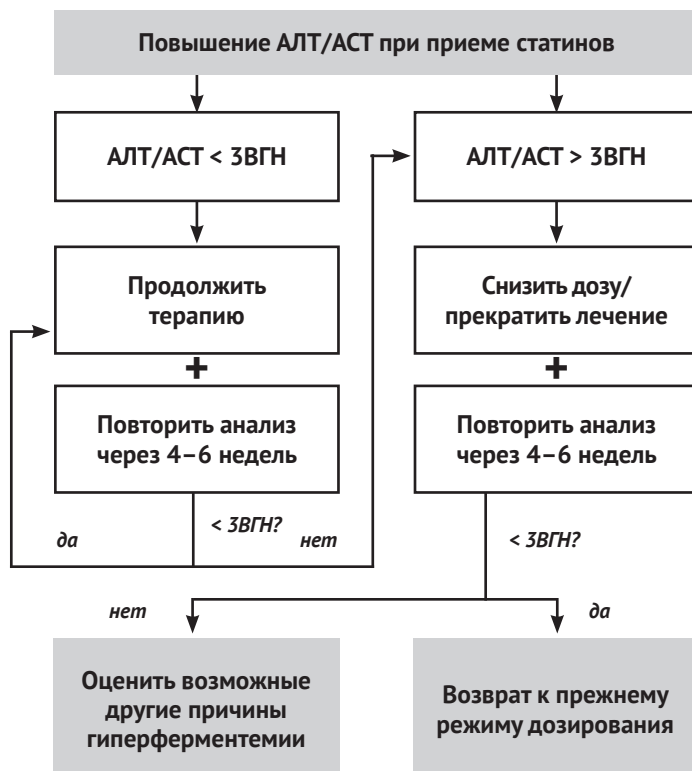 Повышение АЛТ/АСТ при приеме статинов
АЛТ/АСТ < 3ВГН
АЛТ/АСТ > 3ВГН
Продолжить
терапию
Снизить дозу/
прекратить лечение
+
+
Повторить анализ
через 4–6 недель
Повторить анализ
через 4–6 недель
< 3ВГН?
да
нет
< 3ВГН?
нет
да
Оценить возможные
другие причины
гиперферментемии
Возврат к прежнему
режиму дозирования